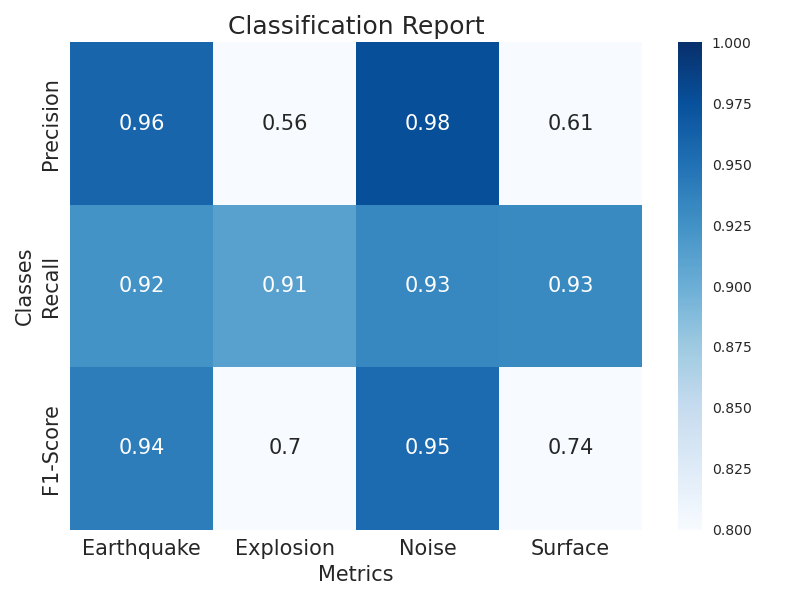 Classification Report
Precision
0.96 0.56 0.98 0.61
Classes
Recall
0.92 0.91 0.93 0.93
F1-Score
0.94 0.7 0.95 0.74
Earthquake Explosion Noise Surface
Metrics
1.000
0.975
0.950
0.925
0.900
0.875
0.850
0.825
0.800